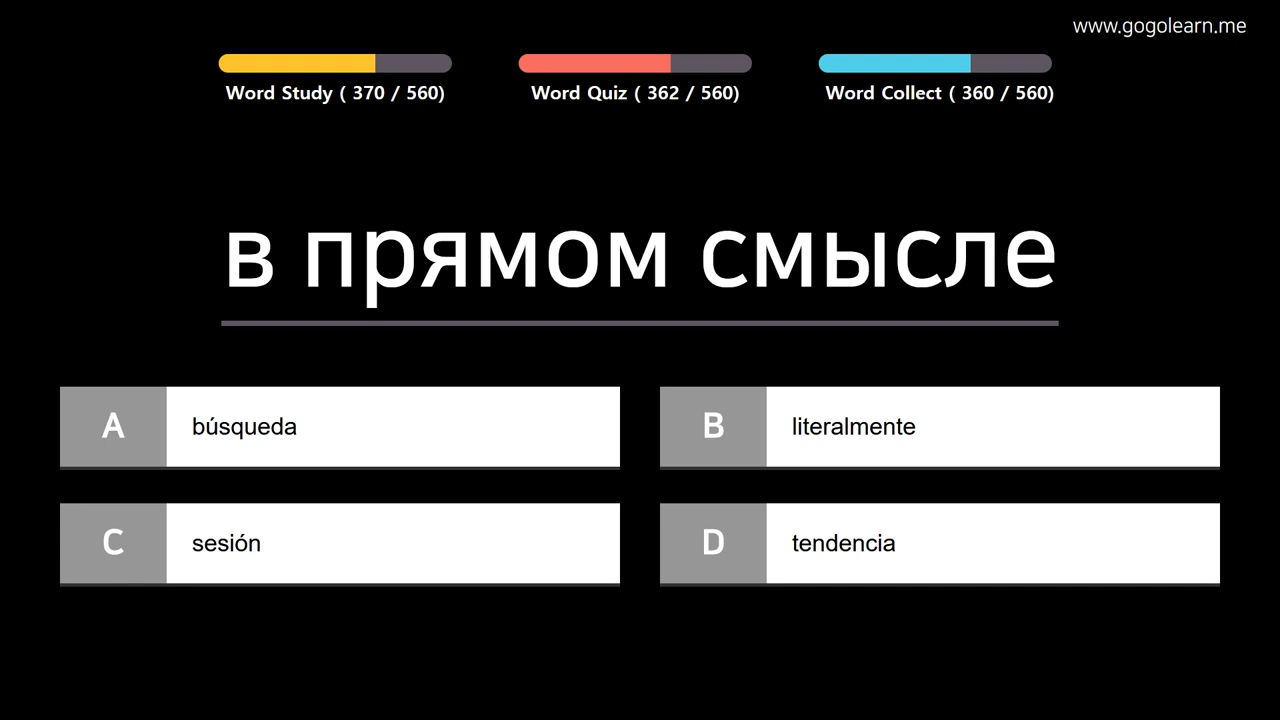 www.gogolearn.me
Word Study ( 370 / 560)
Word Quiz ( 362 / 560)
Word Collect ( 360 / 560)
в прямом смысле
A búsqueda
B literalmente
C sesión
D tendencia